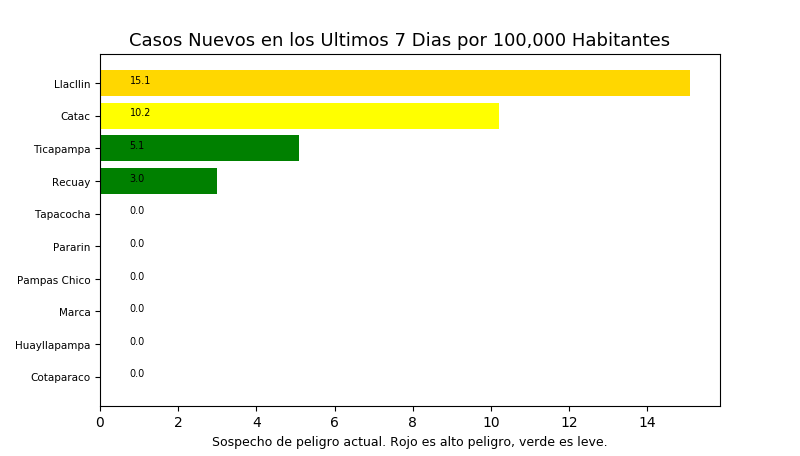 Casos Nuevos en los Ultimos 7 Dias por 100,000 Habitantes
Llacllin 15.1
Catac 10.2
Ticapampa 5.1
Recuay 3.0
Tapacocha 0.0
Pararin 0.0
Pampas Chico 0.0
Marca 0.0
Huayllapampa 0.0
Cotaparaco 0.0
0 2 4 6 8 10 12 14
Sospecho de peligro actual. Rojo es alto peligro, verde es leve.